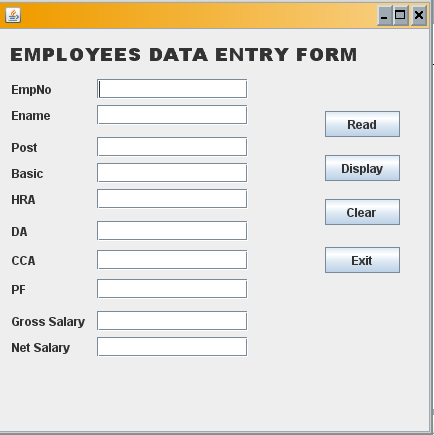 EMPLOYEES DATA ENTRY FORM
EmpNo
Ename
Read
Post
Display
Basic
HRA
Clear
DA
CCA
Exit
PF
Gross Salary
Net Salary